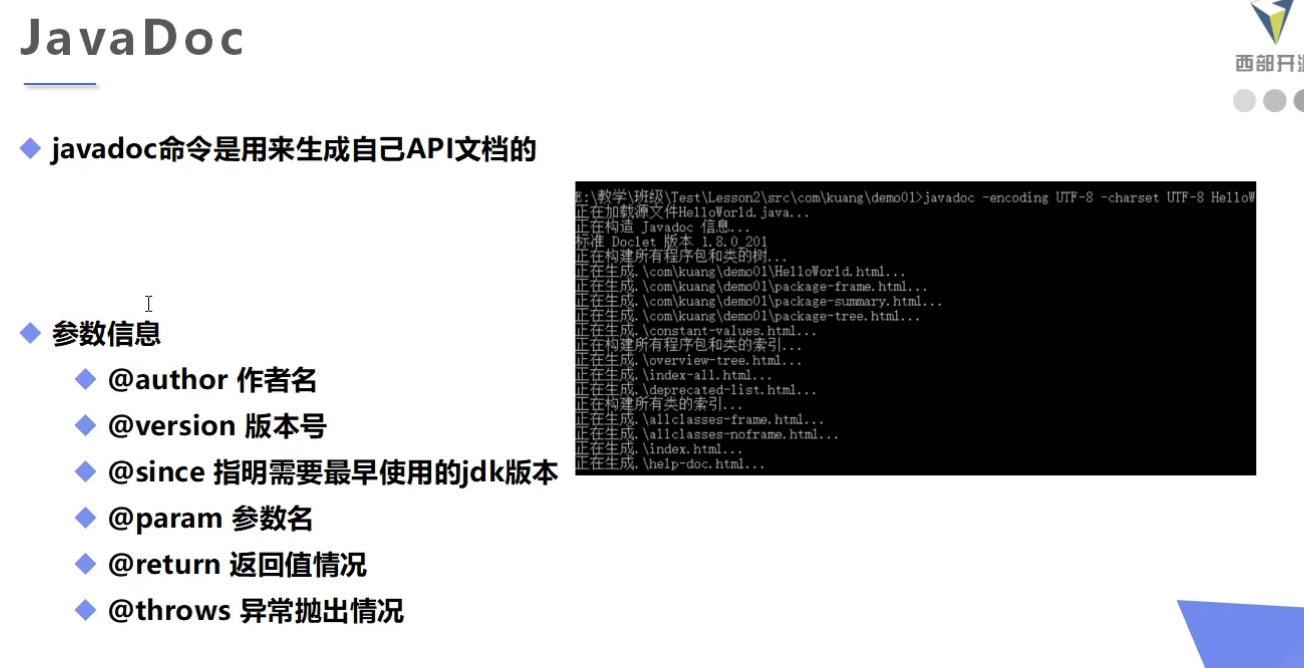 JavaDoc
西部开
javadoc命令是用来生成自己API文档的
E:\教学\班级\Test\Lesson2\src\com\kuang\demo01>javadoc -encoding UTF-8 -charset UTF-8 HelloW
正在加载源文件HelloWorld.java...
正在构造 Javadoc 信息...
标准 Doclet 版本 1.8.0_201
正在构建所有程序包和类的树...
正在生成.\com\kuang\demo01\HelloWorld.html...
正在生成.\com\kuang\demo01\package-frame.html...
正在生成.\com\kuang\demo01\package-summary.html...
正在生成.\com\kuang\demo01\package-tree.html...
正在生成.\constant-values.html...
正在构建所有程序包和类的索引...
正在生成.\overview-tree.html...
正在生成.\index-all.html...
正在生成.\deprecated-list.html...
正在构建所有类的索引...
正在生成.\allclasses-frame.html...
正在生成.\allclasses-noframe.html...
正在生成.\index.html...
正在生成.\help-doc.html...
参数信息
@author 作者名
@version 版本号
@since 指明需要最早使用的jdk版本
@param 参数名
@return 返回值情况
@throws 异常抛出情况